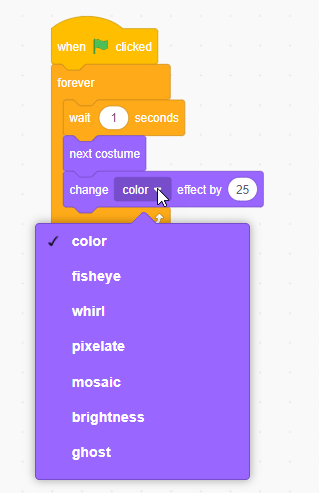 when clicked
forever
wait 1 seconds
next costume
change color effect by 25
color
fisheye
whirl
pixelate
mosaic
brightness
ghost